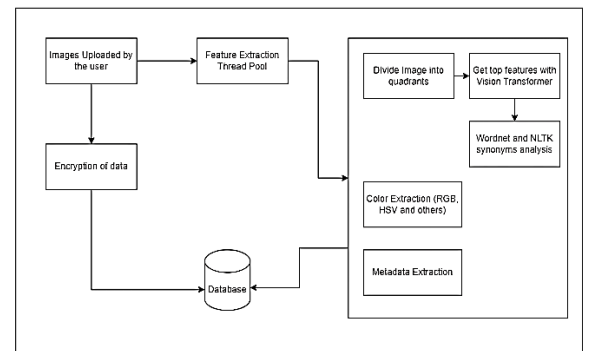 Images Uploaded by
the user
Feature Extraction
Thread Pool
Divide Image into
quadrants
Get top features with
Vision Transformer
Wordnet and NLTK
synonyms analysis
Encryption of data
Color Extraction (RGB,
HSV and others)
Metadata Extraction
Database